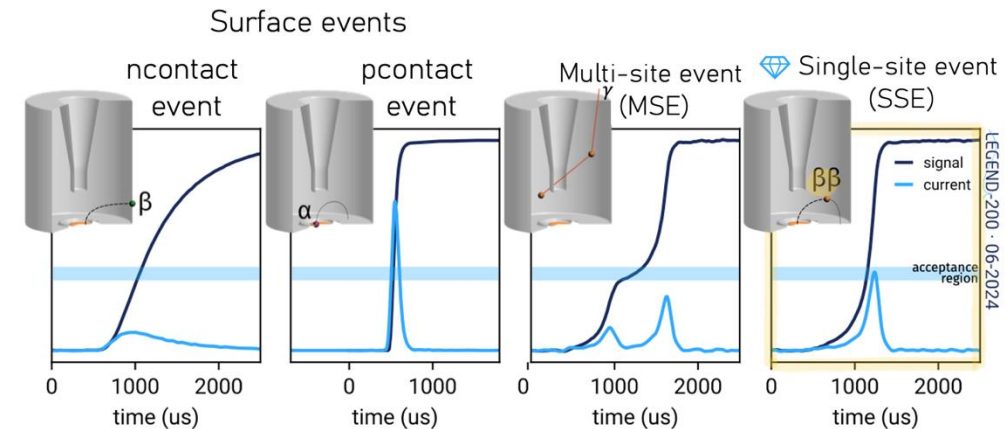 Surface events
ncontact
event
pcontact
event
Multi-site event
(MSE)
Single-site event
(SSE)
β
α
γ
ββ
signal
current
acceptance
region
LEGEND-200 · 06-2024
0 1000 2000
time (us)
0 1000
time (us)
0 1000 2000
time (us)
0 1000 2000
time (us)